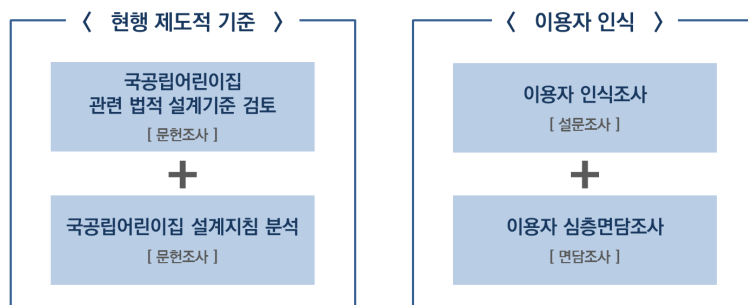 〈 현행 제도적 기준 〉
국공립어린이집
관련 법적 설계기준 검토
[ 문헌조사 ]
+
국공립어린이집 설계지침 분석
[ 문헌조사 ]
〈 이용자 인식 〉
이용자 인식조사
[ 설문조사 ]
+
이용자 심층면담조사
[ 면담조사 ]